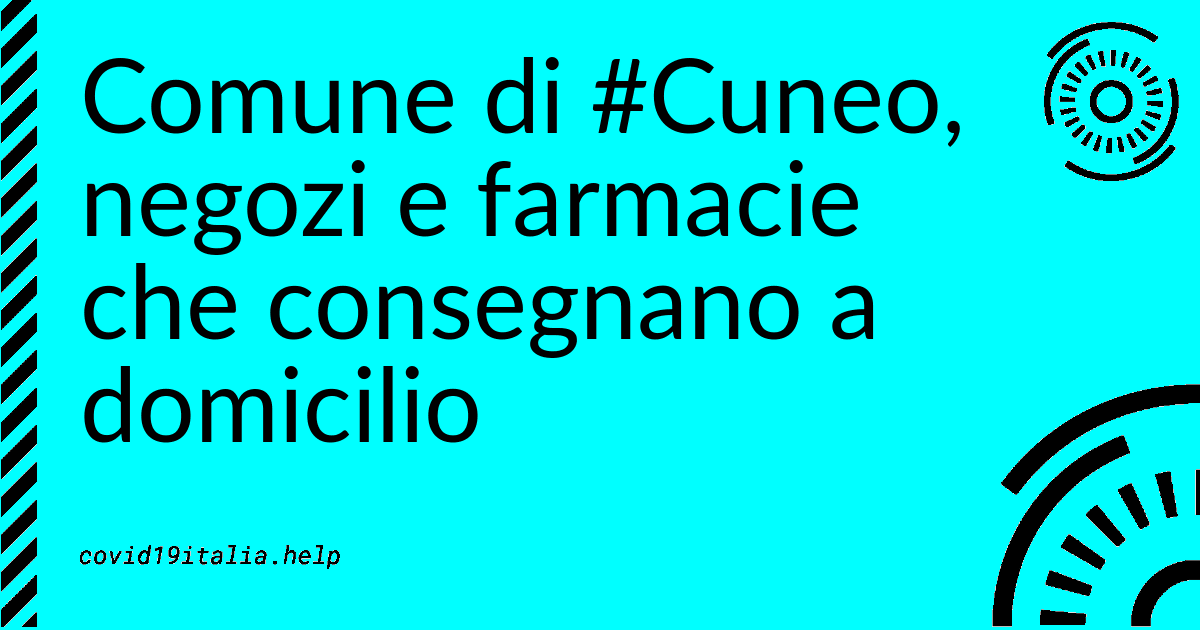 Comune di #Cuneo,
negozi e farmacie
che consegnano a
domicilio
covid19italia.help